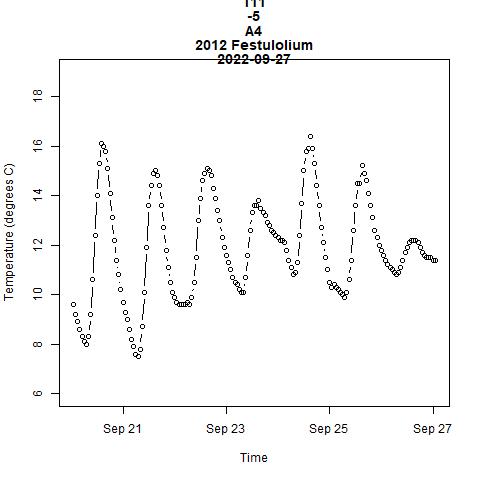 T11
-5
A4
2012 Festulolium
2022-09-27
Temperature (degrees C)
18
16
14
12
10
8
6
Sep 21
Sep 23
Sep 25
Sep 27
Time